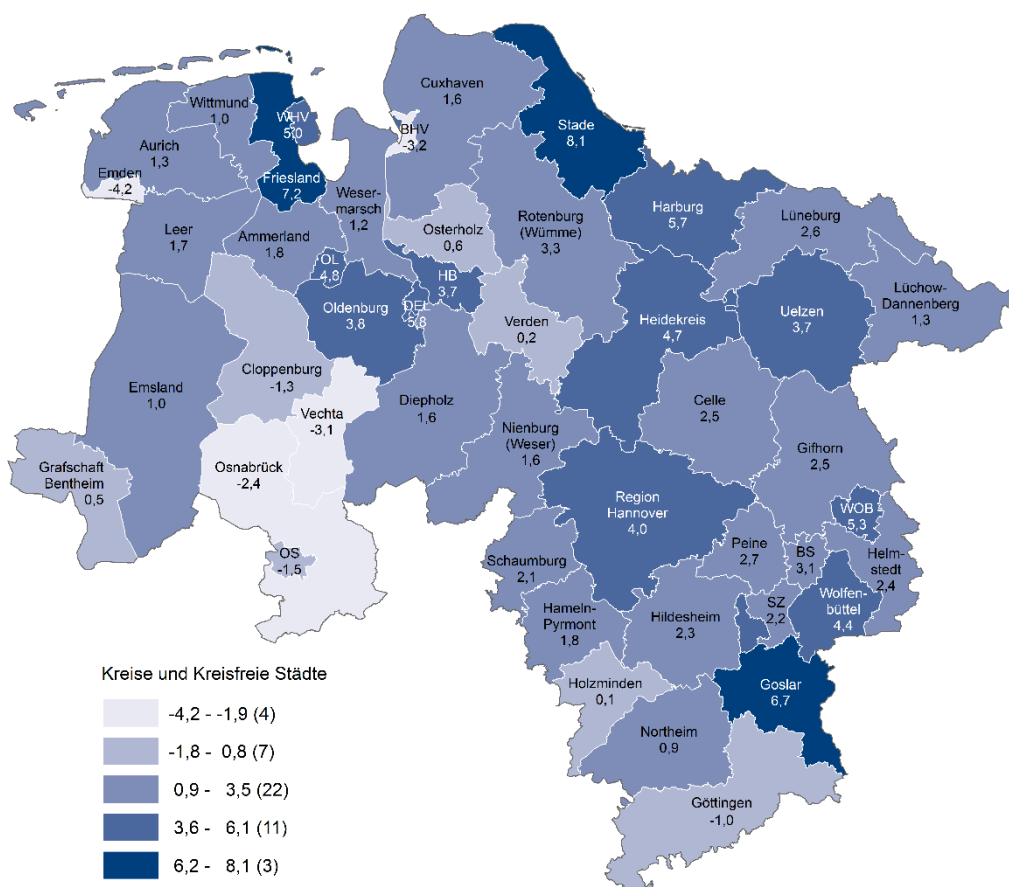 Cuxhaven
1,6
Wittmund
1,0
WHV
5,0
BHV
-3,2
Stade
8,1
Aurich
1,3
Emden
-4,2
Friesland
7,2
Weser-
marsch
1,2
Harburg
5,7
Leer
1,7
Ammerland
1,8
Osterholz
0,6
Rotenburg
(Wümme)
3,3
Lüneburg
2,6
OL
4,8
HB
3,7
Lüchow-
Dannenberg
1,3
Oldenburg
3,8
DEL
5,8
Verden
0,2
Heidekreis
4,7
Uelzen
3,7
Cloppenburg
-1,3
Emsland
1,0
Vechta
-3,1
Diepholz
1,6
Celle
2,5
Nienburg
(Weser)
1,6
Gifhorn
2,5
Grafschaft
Bentheim
0,5
Osnabrück
-2,4
Region
Hannover
4,0
WOB
5,3
OS
-1,5
Schaumburg
2,1
Peine
2,7
BS
3,1
Helm-
stedt
2,4
Hameln-
Pyrmont
1,8
Hildesheim
2,3
SZ
2,2
Wolfen-
büttel
4,4
Holzminden
0,1
Goslar
6,7
Northeim
0,9
Göttingen
-1,0
Kreise und Kreisfreie Städte
-4,2 - -1,9 (4)
-1,8 - 0,8 (7)
0,9 - 3,5 (22)
3,6 - 6,1 (11)
6,2 - 8,1 (3)